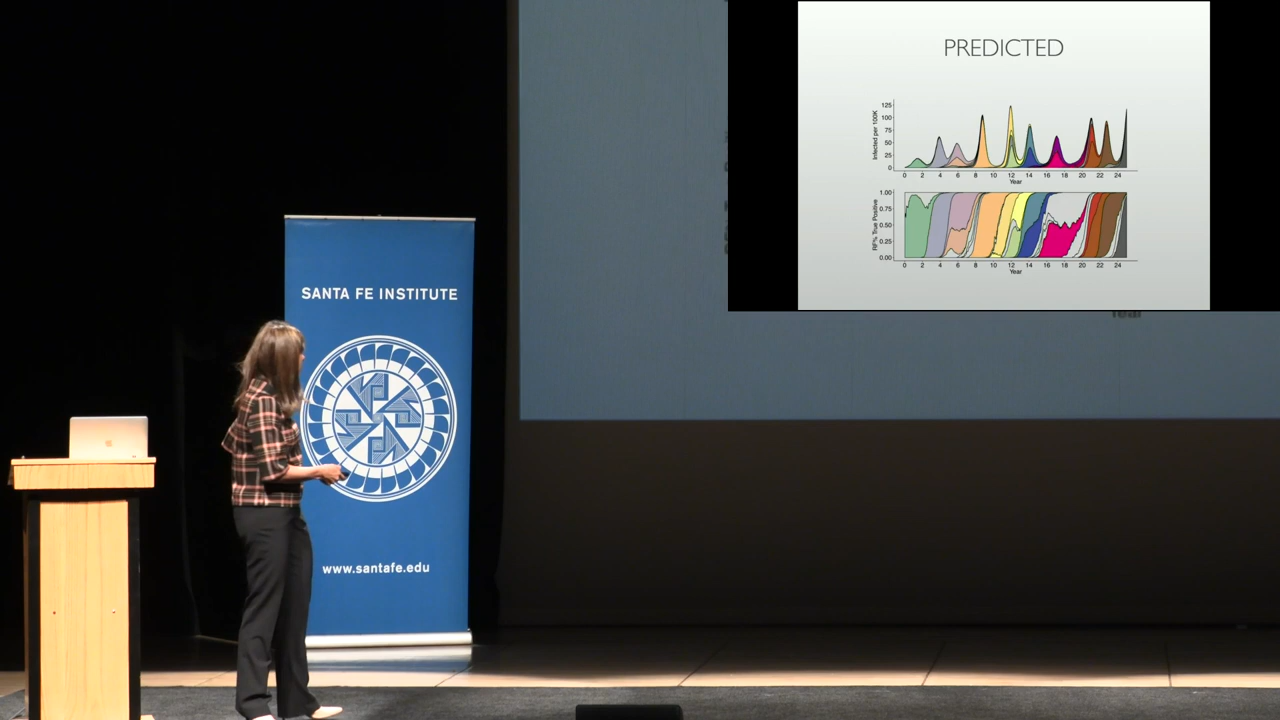 PREDICTED
Infected per 100K
125
100
75
50
25
0
0 2 4 6 8 10 12 14 16 18 20 22 24
Year
RF% True Positive
1.00
0.75
0.50
0.25
0.00
0 2 4 6 8 10 12 14 16 18 20 22 24
Year
Year
SANTA FE INSTITUTE
www.santafe.edu